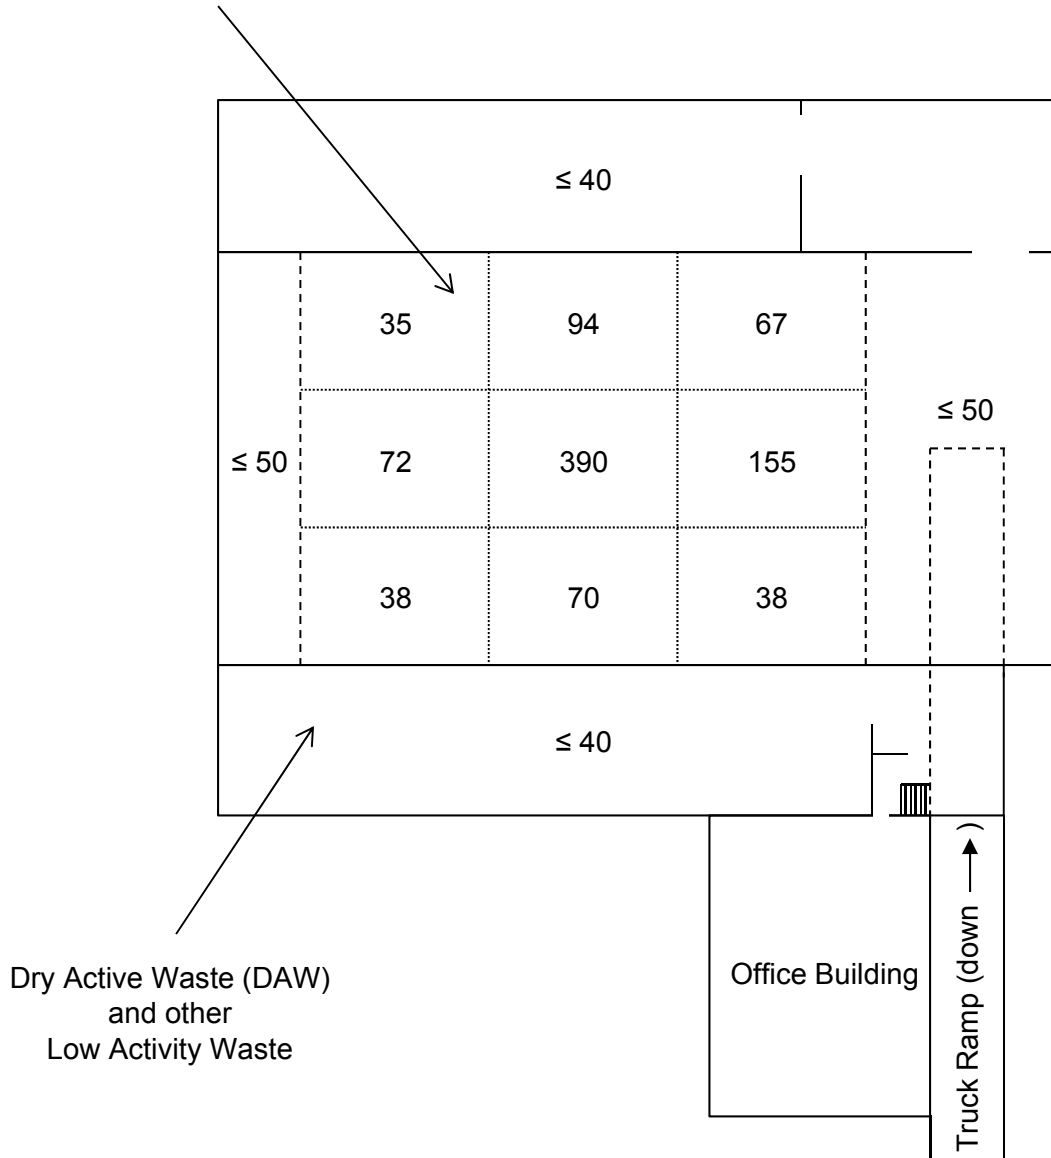 ≤ 40
35
94
67
≤ 50
≤ 50
72
390
155
38
70
38
≤ 40
Dry Active Waste (DAW)
and other
Low Activity Waste
Office Building
Truck Ramp (down
)